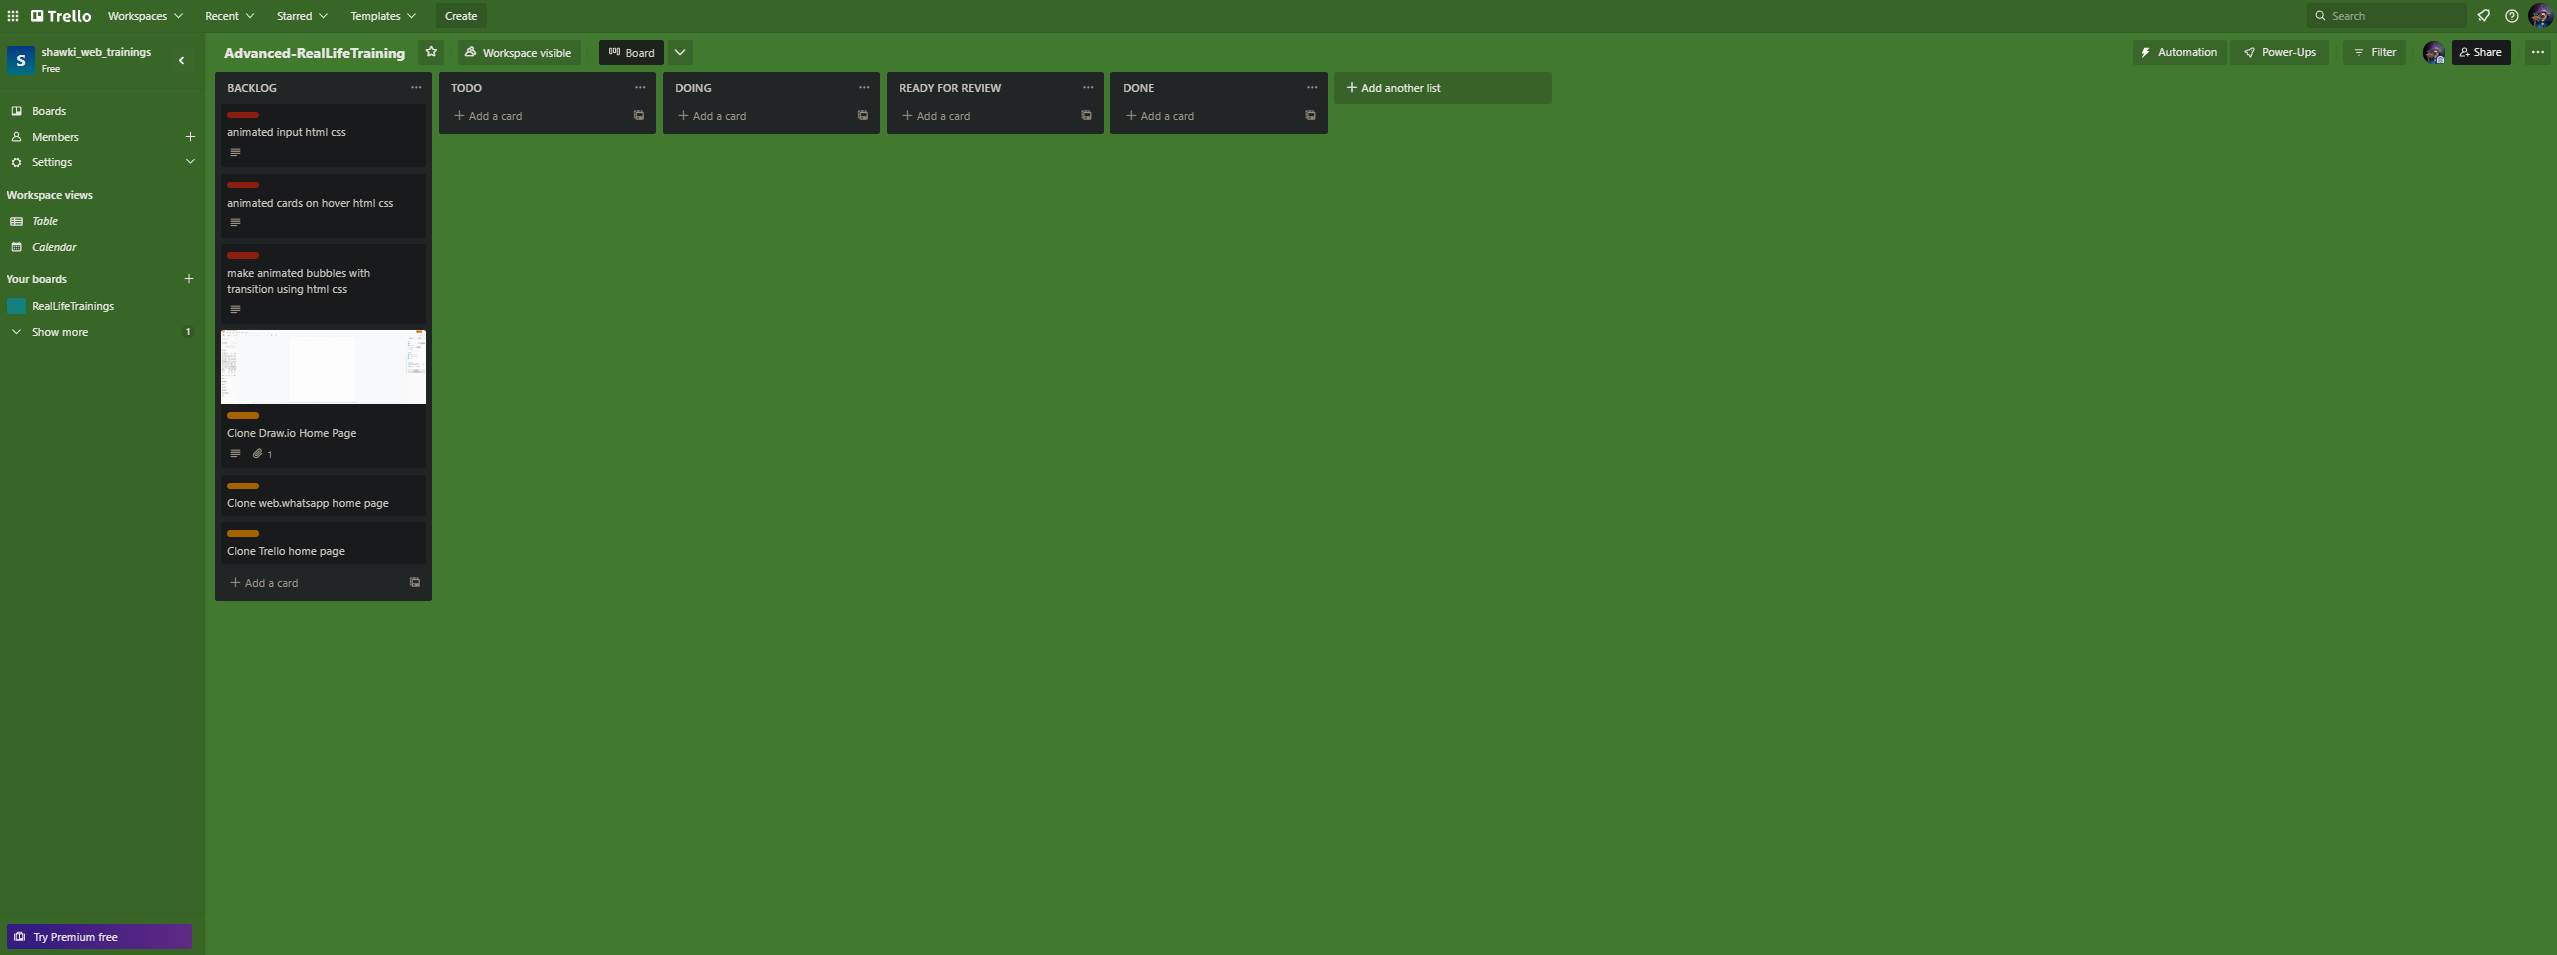 Trello
Workspaces
Recent
Starred
Templates
Create
Search
S
shawki_web_trainings
Free
Boards
Members
Settings
Workspace views
Table
Calendar
Your boards
RealLifeTrainings
Show more
1
Try Premium free
Advanced-RealLifeTraining
Workspace visible
Board
Automation
Power-Ups
Filter
Share
BACKLOG
animated input html css
animated cards on hover html css
make animated bubbles with
transition using html css
Clone Draw.io Home Page
1
Clone web.whatsapp home page
Clone Trello home page
Add a card
TODO
Add a card
DOING
Add a card
READY FOR REVIEW
Add a card
DONE
Add a card
Add another list